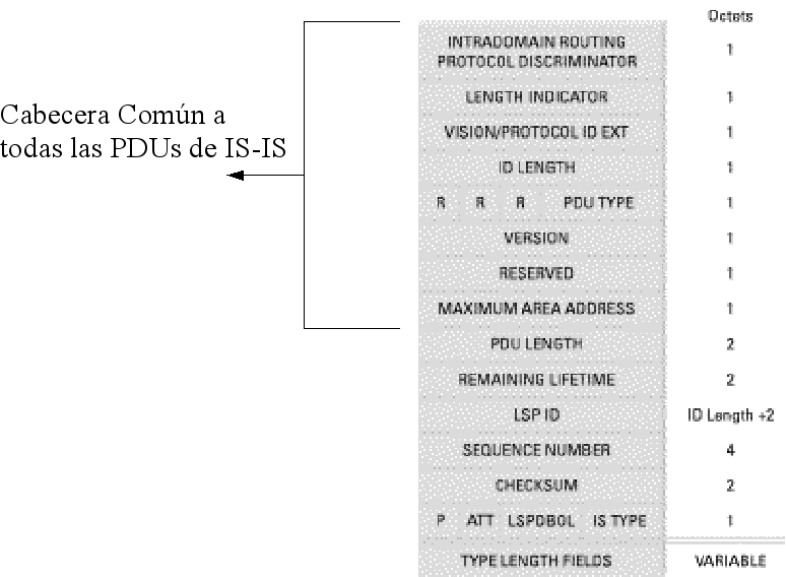 Octets
INTRADOMAIN ROUTING
PROTOCOL DISCRIMINATOR 1
LENGTH INDICATOR 1
VISION/PROTOCOL ID EXT 1
Cabecera Común a
todas las PDUs de IS-IS
ID LENGTH 1
R R R PDU TYPE 1
VERSION 1
RESERVED 1
MAXIMUM AREA ADDRESS 1
PDU LENGTH 2
REMAINING LIFETIME 2
LSP ID ID Length +2
SEQUENCE NUMBER 4
CHECKSUM 2
P ATT LSPDBOL IS TYPE 1
TYPE LENGTH FIELDS VARIABLE